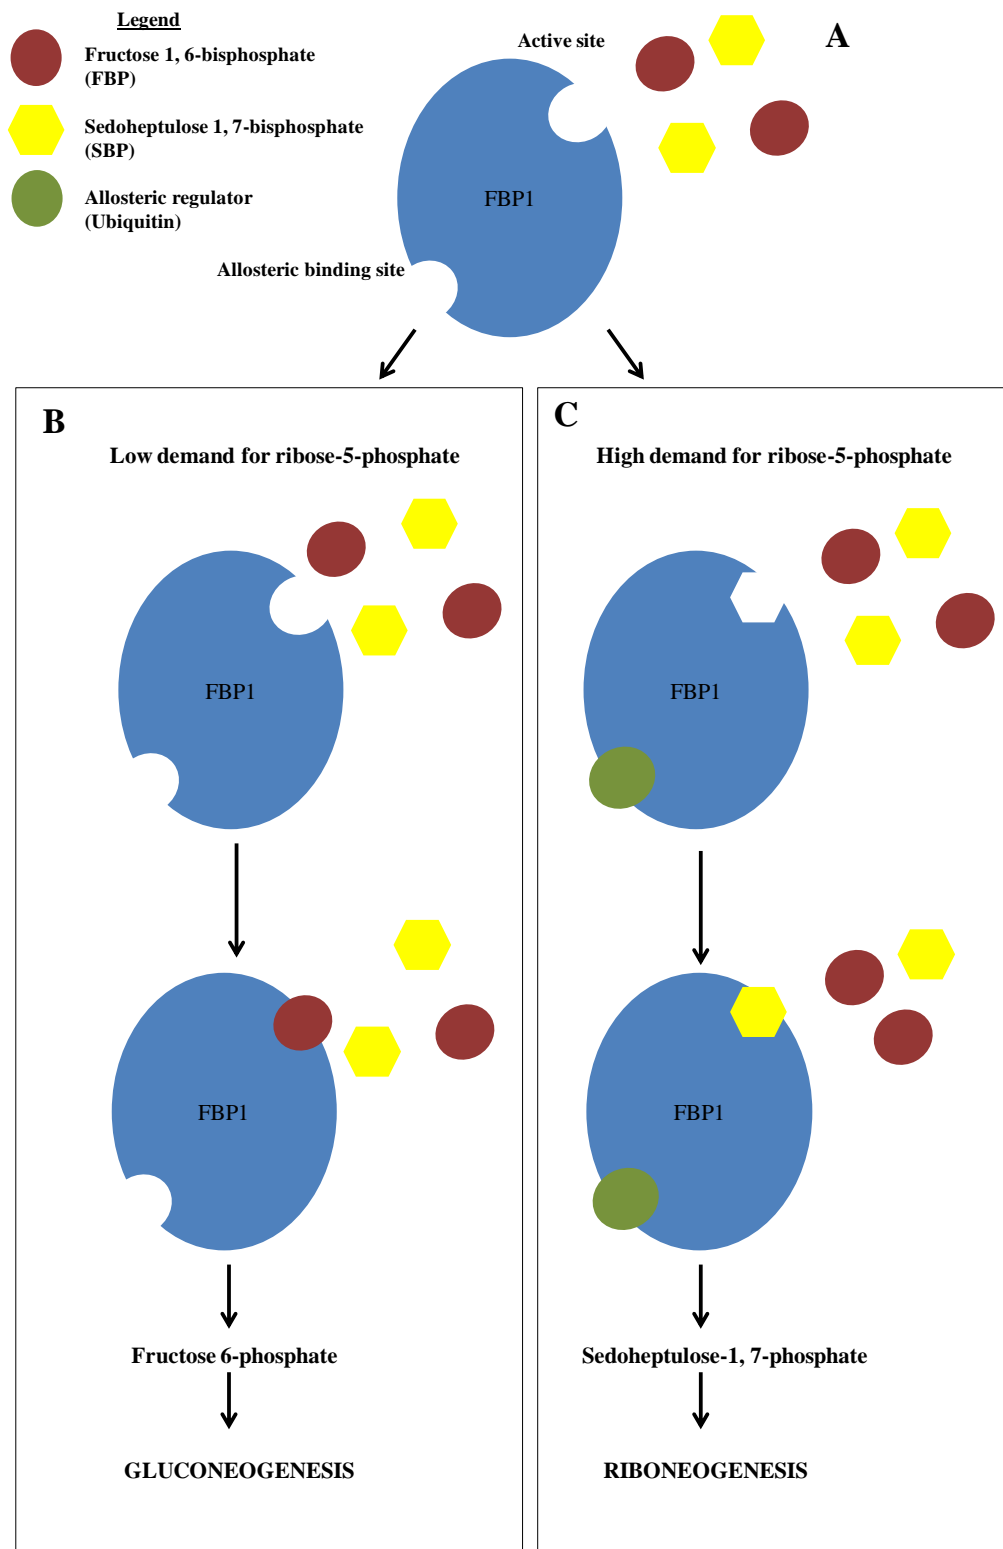 Legend
Fructose 1, 6-bisphosphate
(FBP)
Sedoheptulose 1, 7-bisphosphate
(SBP)
Allosteric regulator
(Ubiquitin)
Active site
A
FBP1
Allosteric binding site
B
Low demand for ribose-5-phosphate
FBP1
FBP1
Fructose 6-phosphate
GLUCONEOGENESIS
C
High demand for ribose-5-phosphate
FBP1
FBP1
Sedoheptulose-1, 7-phosphate
RIBONEOGENESIS